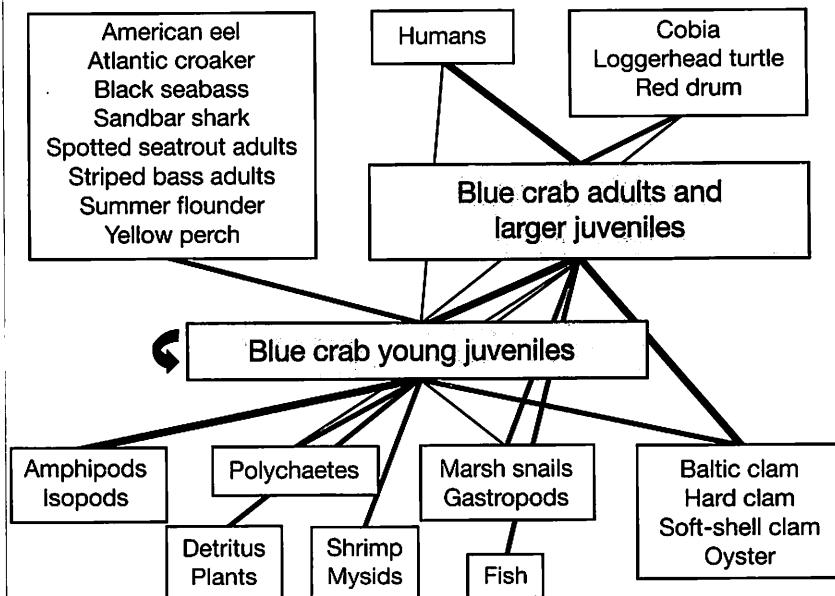 American eel
Atlantic croaker
Black seabass
Sandbar shark
Spotted seatrout adults
Striped bass adults
Summer flounder
Yellow perch
Humans
Cobia
Loggerhead turtle
Red drum
Blue crab adults and
larger juveniles
Blue crab young juveniles
Amphipods
Isopods
Polychaetes
Marsh snails
Gastropods
Baltic clam
Hard clam
Soft-shell clam
Oyster
Detritus
Plants
Shrimp
Mysids
Fish